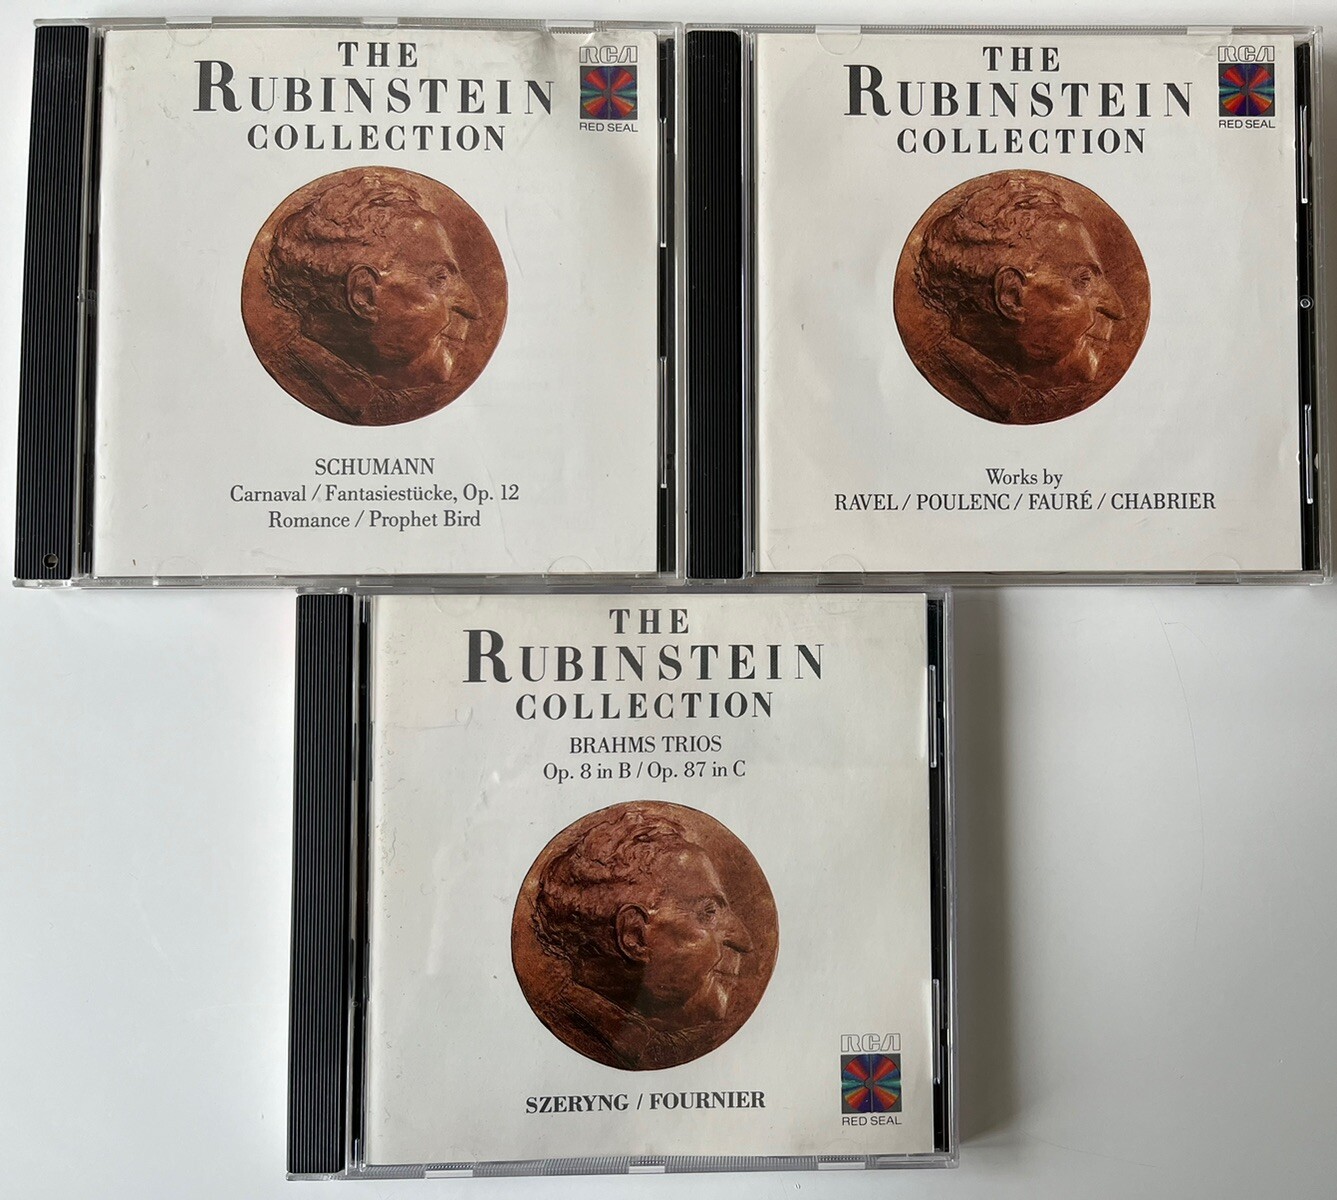 THE
RUBINSTEIN
COLLECTION
RCA
RED SEAL
SCHUMANN
Carnaval / Fantasiestücke, Op. 12
Romance / Prophet Bird
THE
RUBINSTEIN
COLLECTION
RCA
RED SEAL
Works by
RAVEL / POULENC / FAURÉ / CHABRIER
THE
RUBINSTEIN
COLLECTION
BRAHMS TRIOS
Op. 8 in B / Op. 87 in C
SZERYNG / FOURNIER
RCA
RED SEAL